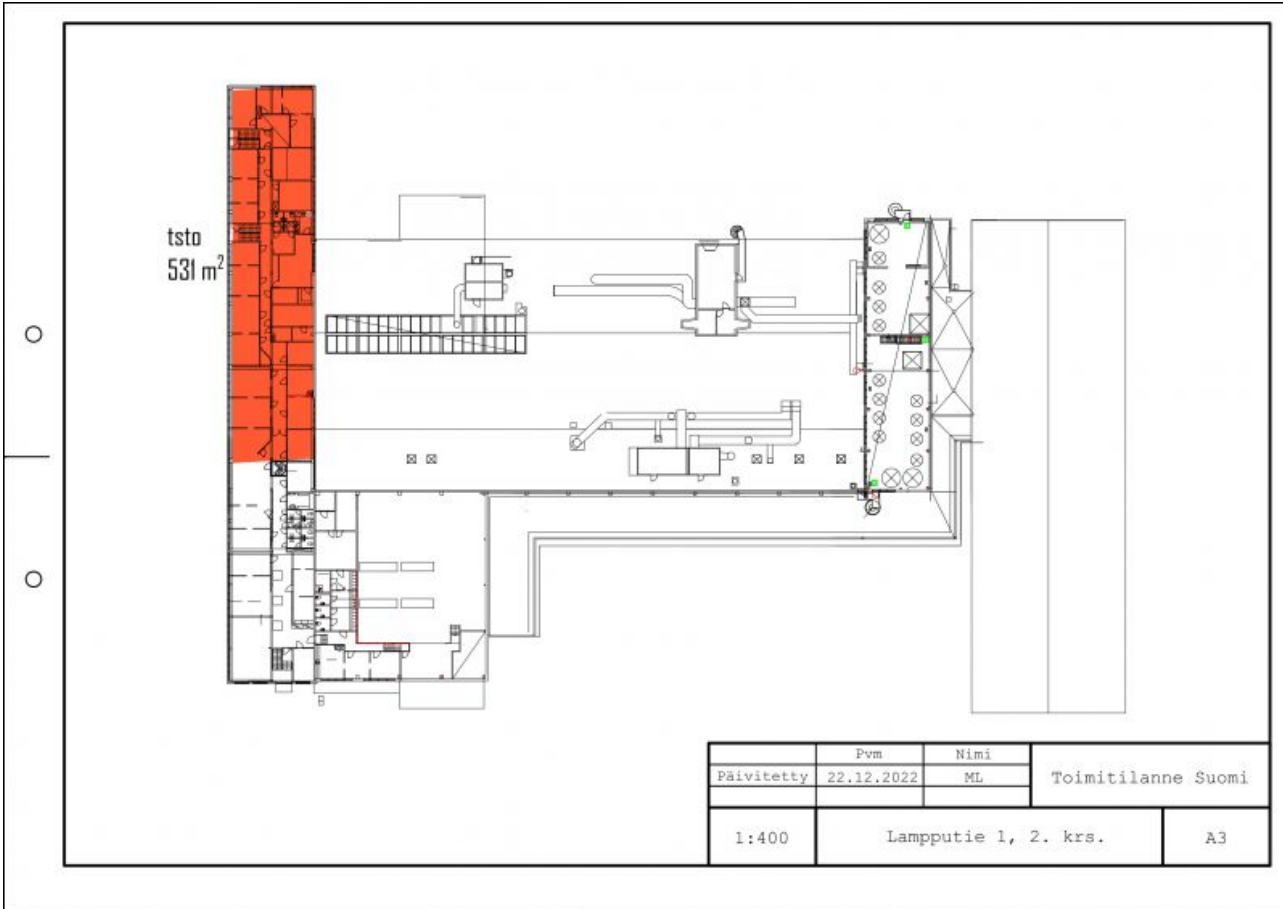 tsto
531 m²
Pvm Nimi
Päivitetty 22.12.2022 ML Toimitilanne Suomi
1:400 Lampputie 1, 2. krs. A3